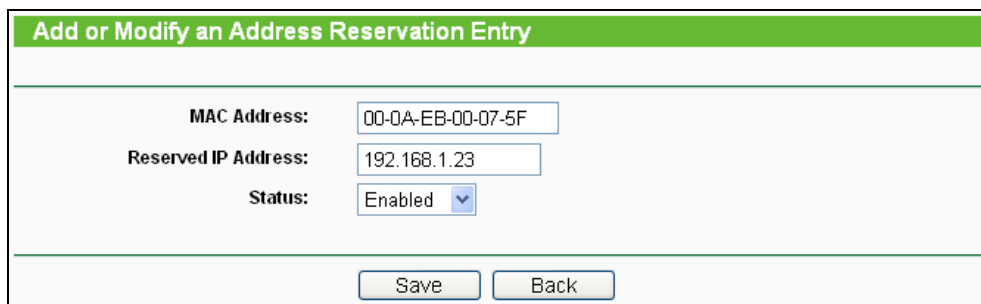 Add or Modify an Address Reservation Entry
MAC Address: 00-0A-EB-00-07-5F
Reserved IP Address: 192.168.1.23
Status: Enabled
Save Back